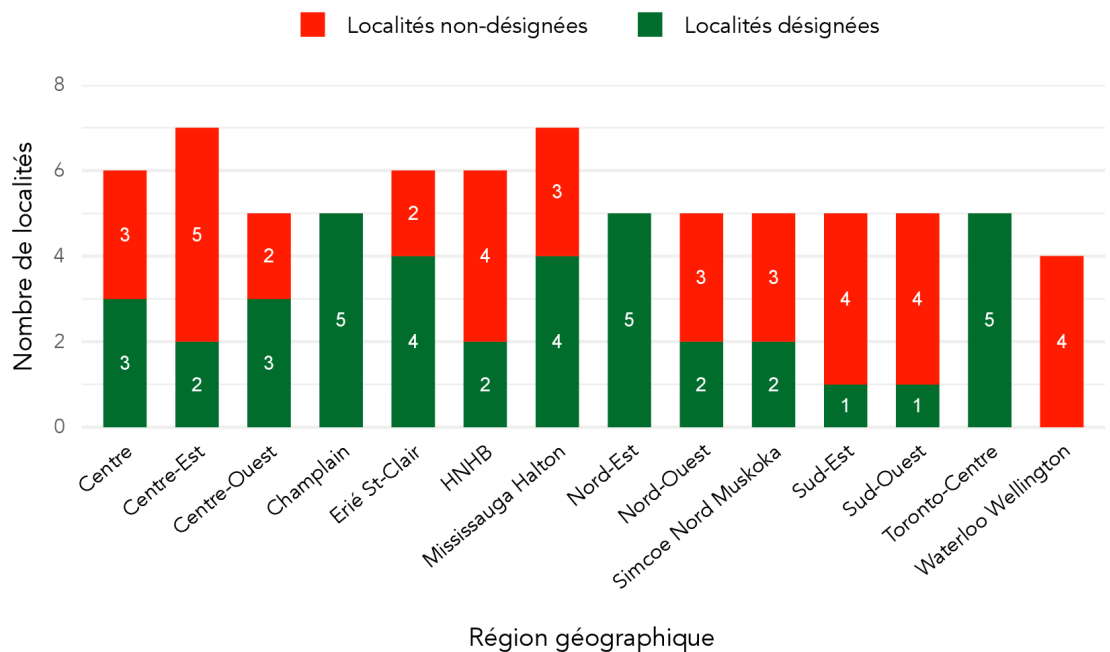 Localités non-désignées
Localités désignées
Nombre de localités
8
6
4
2
0
3
5
2
2
4
3
3
3
4
4
4
3
2
3
5
4
2
4
5
2
2
1
1
5
Centre
Centre-Est
Centre-Ouest
Champlain
Erié St-Clair
HNHB
Mississauga Halton
Nord-Est
Nord-Ouest
Simcoe Nord Muskoka
Sud-Est
Sud-Ouest
Toronto-Centre
Waterloo Wellington
Région géographique